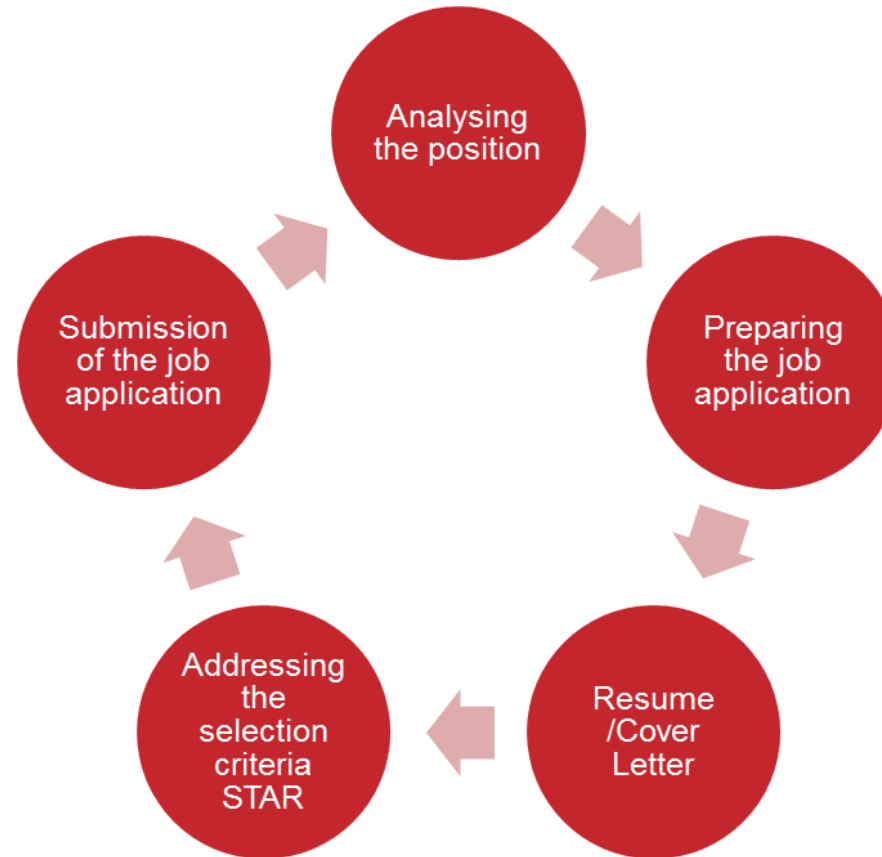 Analysing
the position
Preparing
the job
application
Resume
/Cover
Letter
Addressing
the
selection
criteria
STAR
Submission
of the job
application